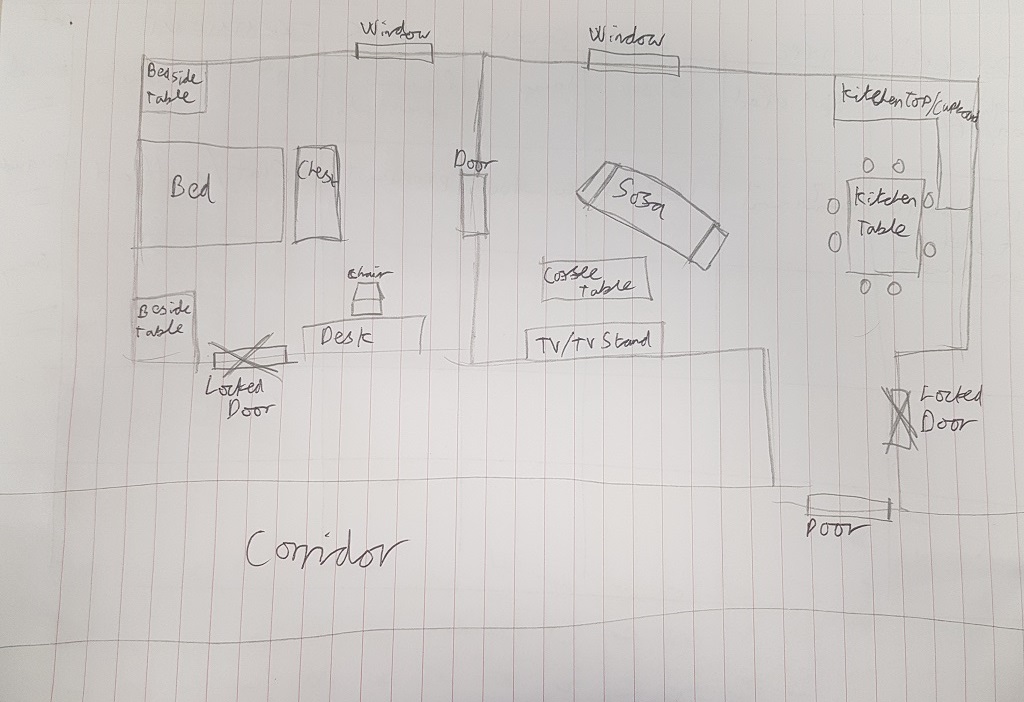 Window
Window
Bedside
Table
Kitchen TOP/Cupboard
Door
Bed
Chest
Sofa
Kitchen
Table
Chair
Coffee
Table
Beside
Table
Desk
TV/TV Stand
Locked
Door
Locked
Door
Door
Corridor